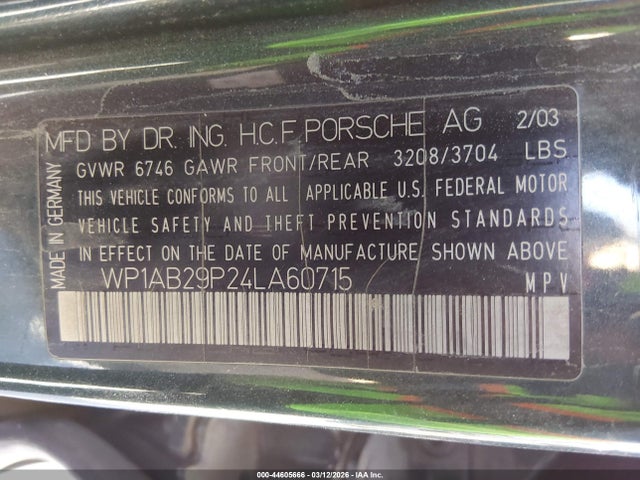 MFD BY DR. ING. H.C.F. PORSCHE AG 2/03
GVWR 6746 GAWR FRONT/REAR 3208/3704 LBS
THIS VEHICLE CONFORMS TO ALL APPLICABLE U.S. FEDERAL MOTOR
VEHICLE SAFETY AND THEFT PREVENTION STANDARDS
IN EFFECT ON THE DATE OF MANUFACTURE SHOWN ABOVE
WP1AB29P24LA60715 MPV
MADE IN GERMANY
000-44605666 - 03/12/2026 - IAA Inc.